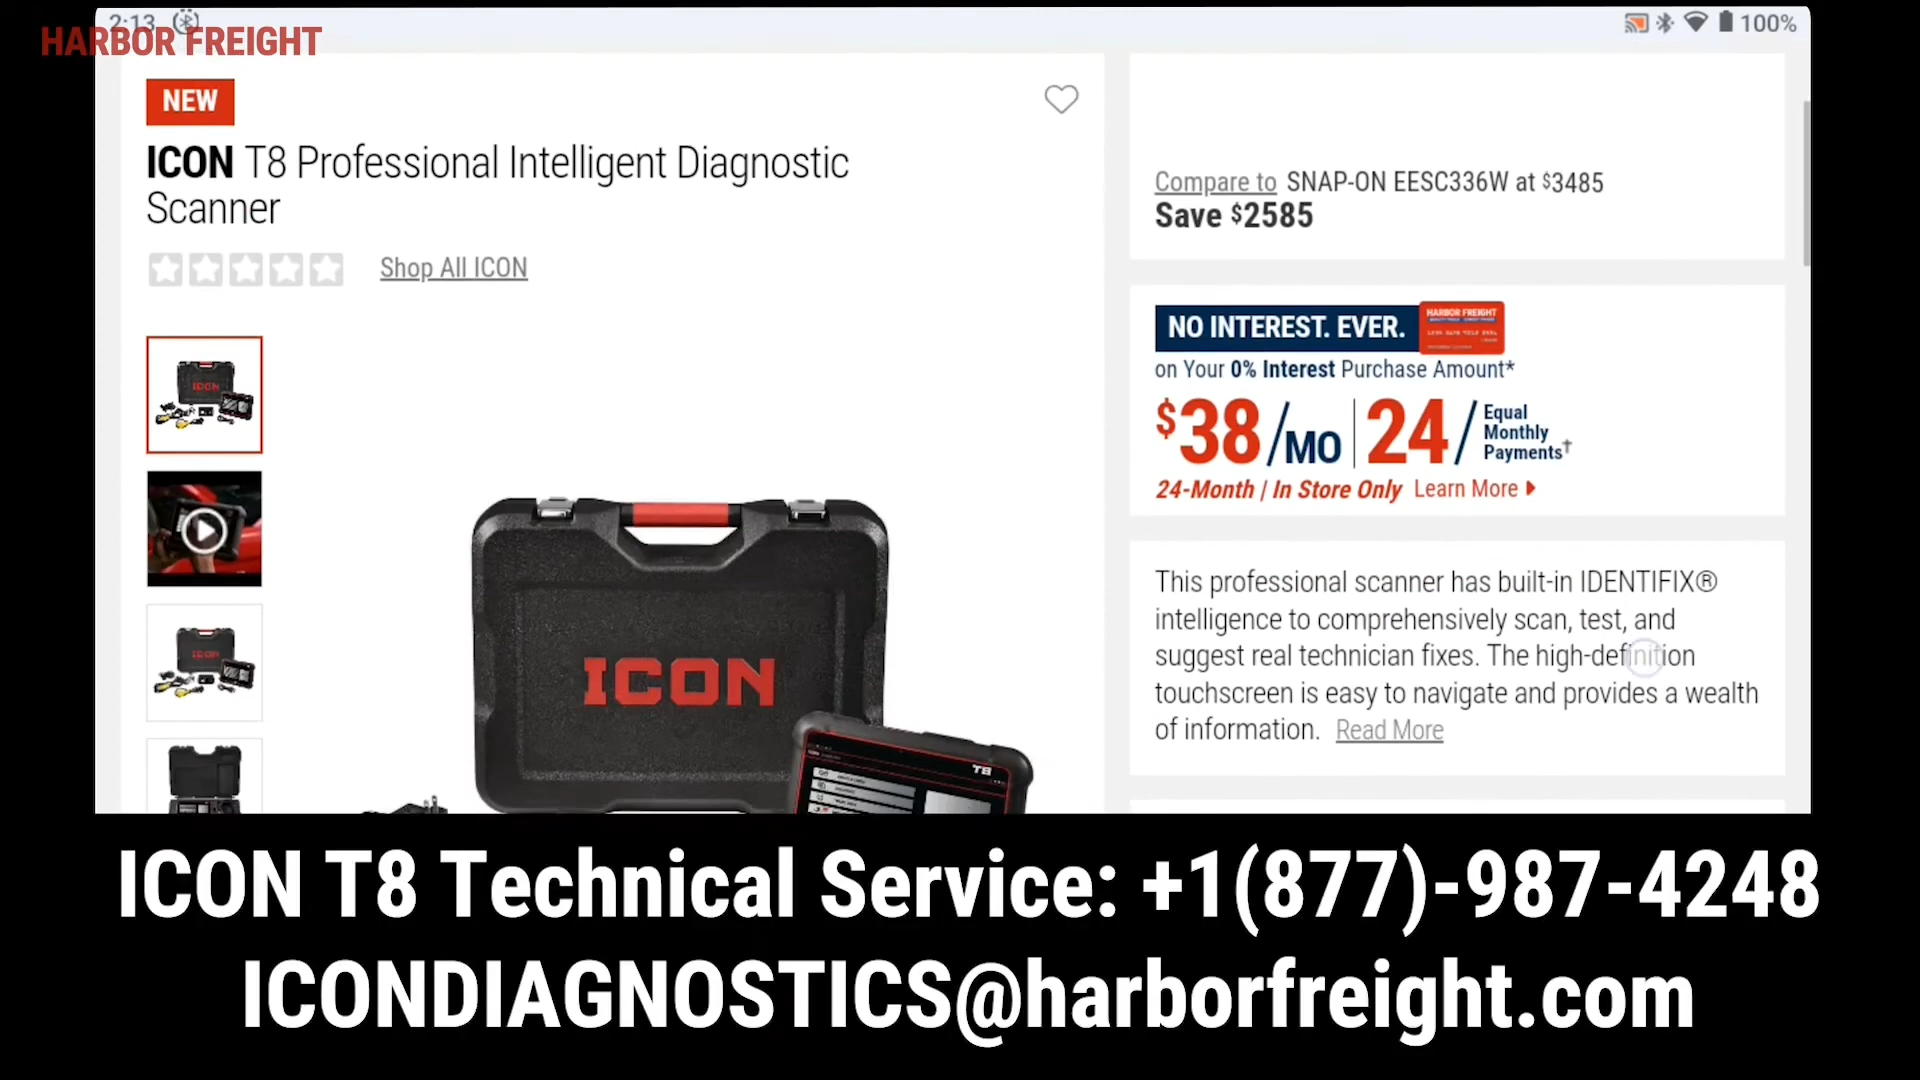 2:13
100%
HARBOR FREIGHT
NEW
ICON T8 Professional Intelligent Diagnostic
Scanner
Shop All ICON
ICON
T8
Compare to SNAP-ON EESC336W at $3485
Save $2585
NO INTEREST. EVER.
HARBOR FREIGHT
on Your 0% Interest Purchase Amount*
$38/MO 24/ Equal
Monthly
Payments†
24-Month | In Store Only Learn More
This professional scanner has built-in IDENTIFIX®
intelligence to comprehensively scan, test, and
suggest real technician fixes. The high-definition
touchscreen is easy to navigate and provides a wealth
of information. Read More
ICON T8 Technical Service: +1(877)-987-4248
ICONDIAGNOSTICS@harborfreight.com